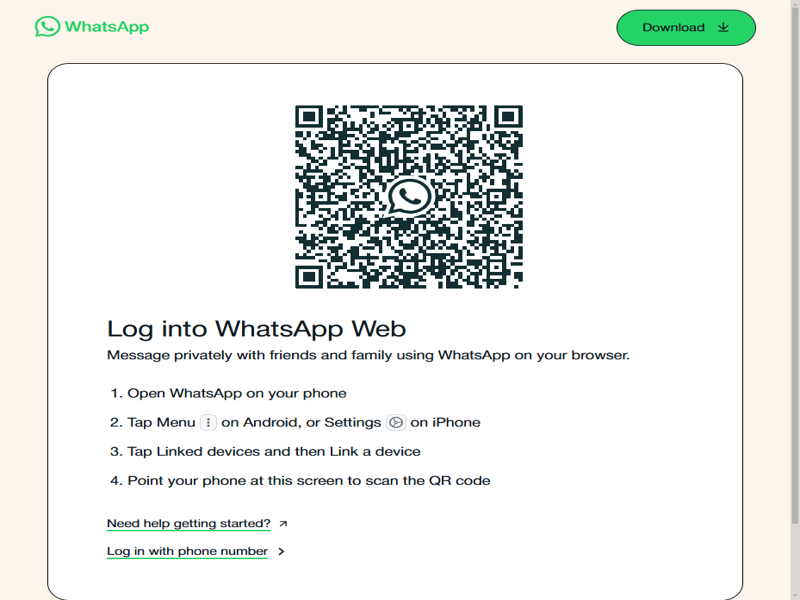 WhatsApp
Download
Log into WhatsApp Web
Message privately with friends and family using WhatsApp on your browser.
1. Open WhatsApp on your phone
2. Tap Menu on Android, or Settings on iPhone
3. Tap Linked devices and then Link a device
4. Point your phone at this screen to scan the QR code
Need help getting started?
Log in with phone number